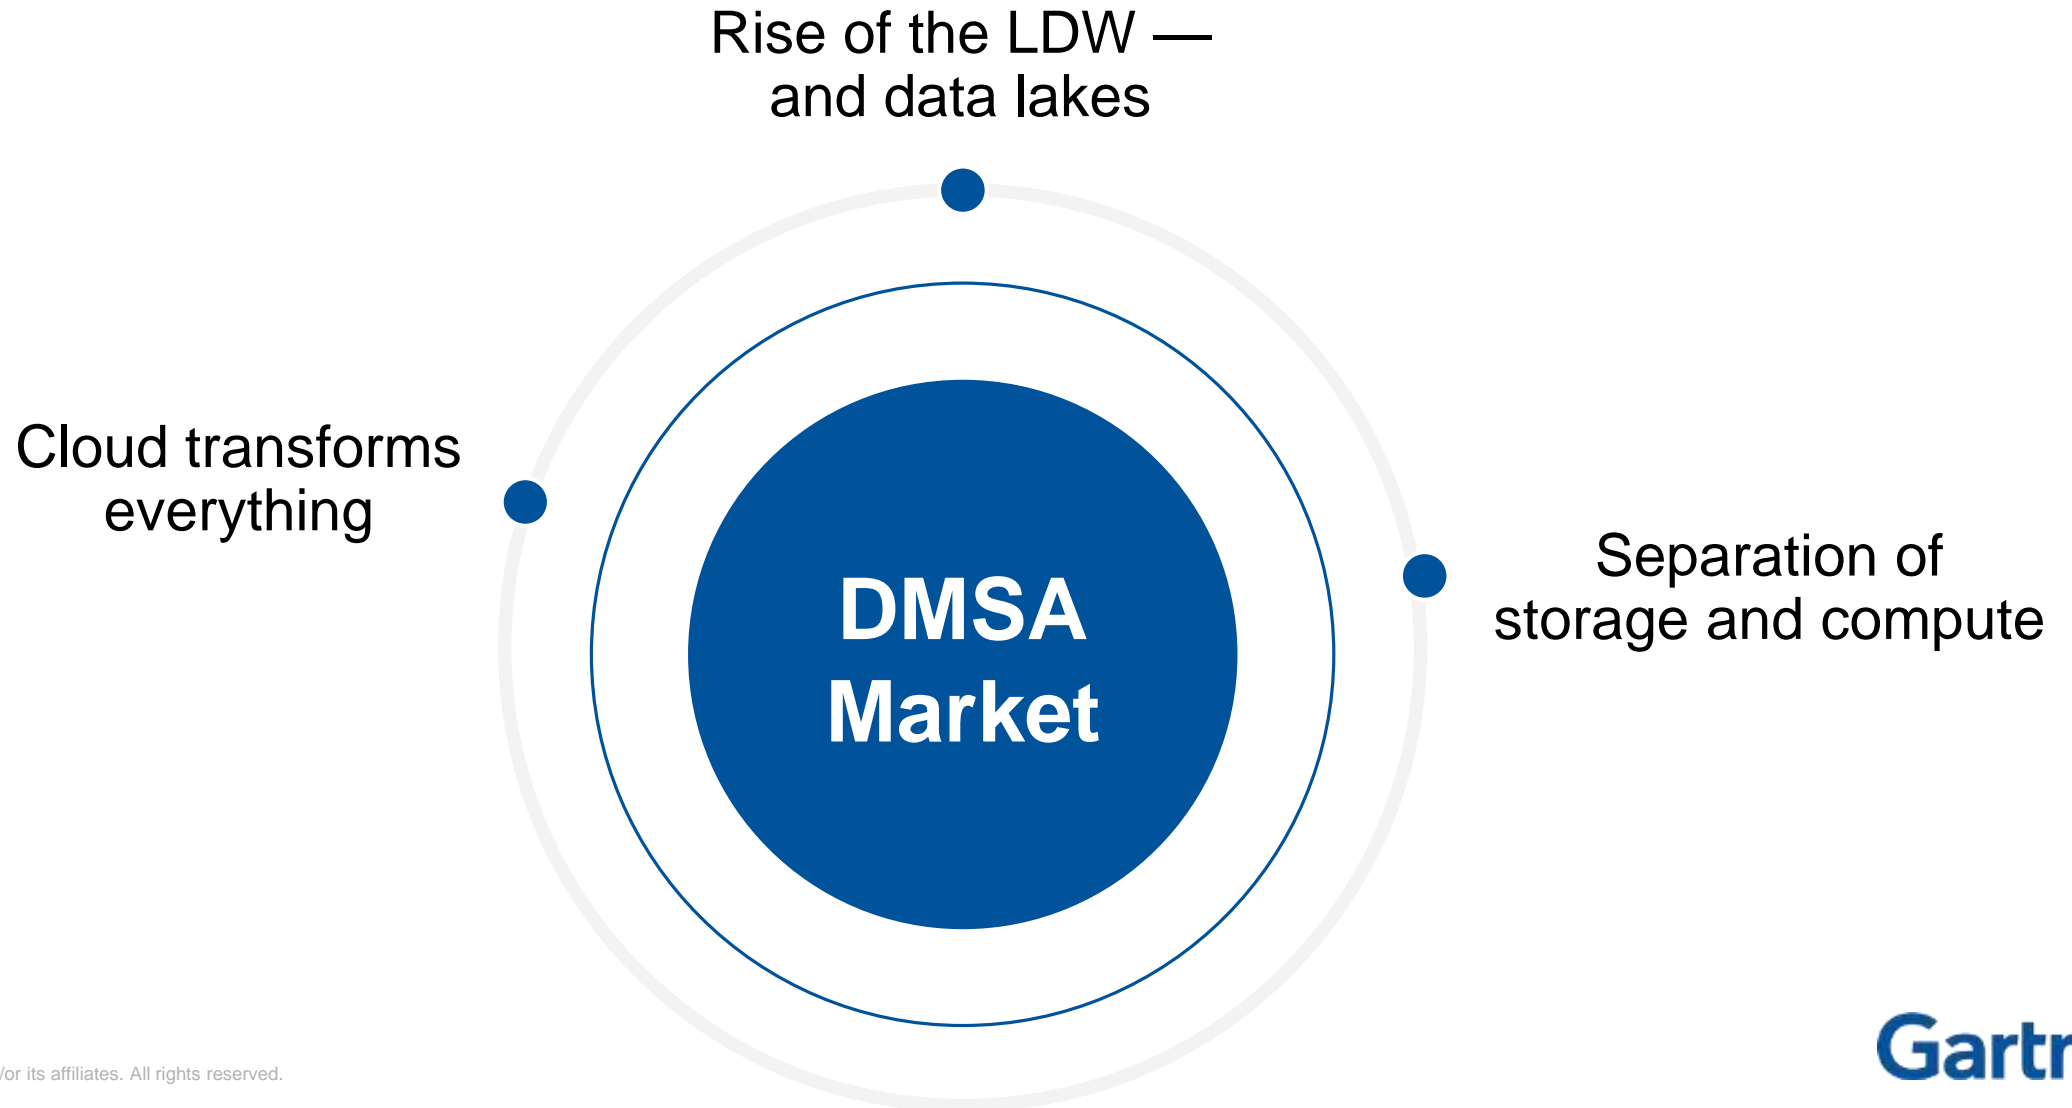 Rise of the LDW —
and data lakes
Cloud transforms
everything
Separation of
storage and compute
DMSA
Market
/or its affiliates. All rights reserved.
Gartr